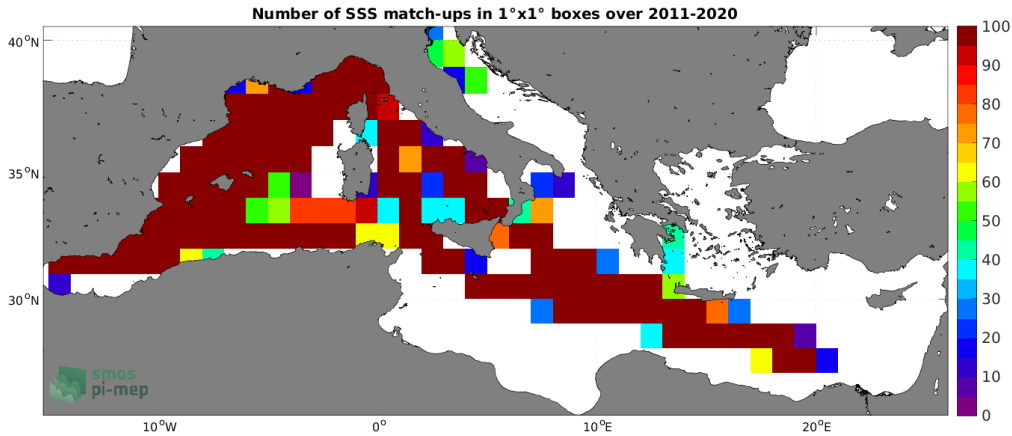 Number of SSS match-ups in 1°x1° boxes over 2011-2020
40°N
35°N
30°N
10°W
0°
10°E
20°E
100
90
80
70
60
50
40
30
20
10
0
smos
pi-mep